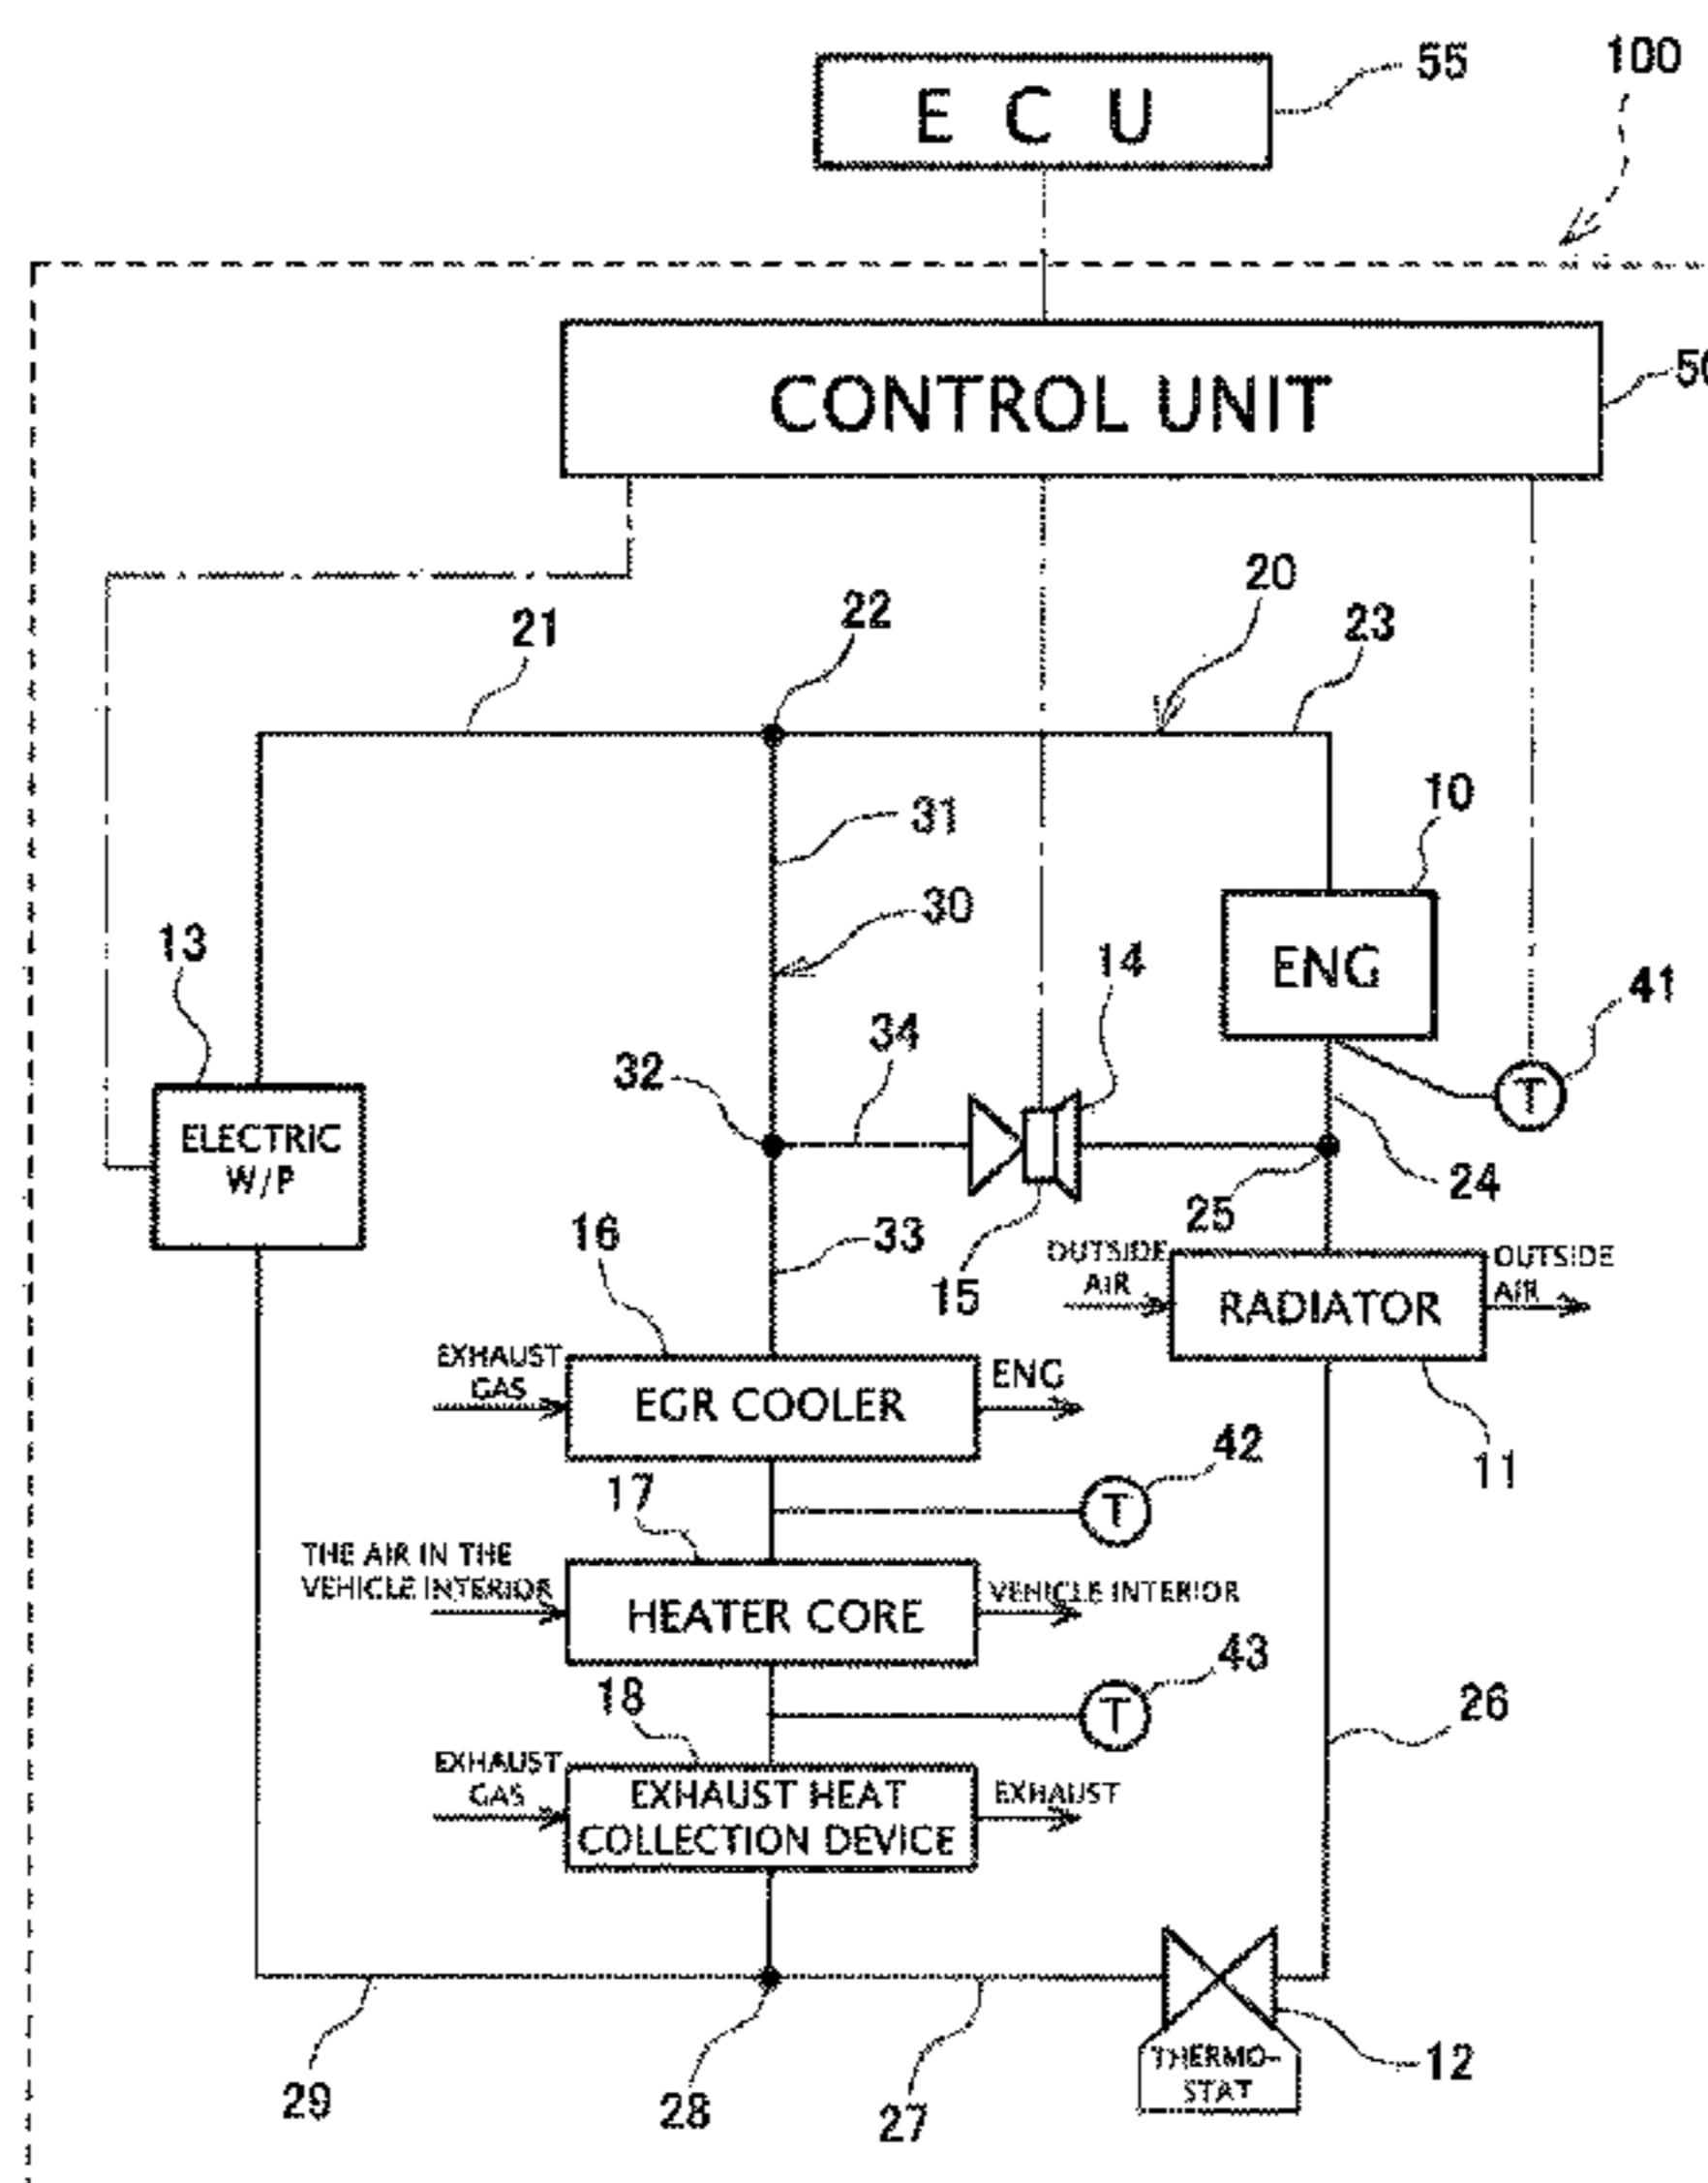 55
100
E C U
CONTROL UNIT
20
21
22
23
31
10
30
13
14
ENG
41
34
32
ELECTRIC
W/P
24
25
16
33
OUTSIDE
AIR
OUTSIDE
AIR
15
RADIATOR
EXHAUST
GAS
ENG
EGR COOLER
42
11
17
T
T
THE AIR IN THE
VEHICLE INTERIOR
VEHICLE INTERIOR
HEATER CORE
43
18
26
T
EXHAUST
GAS
EXHAUST HEAT
COLLECTION DEVICE
EXHAUST
THERMO-
STAT
12
29
28
27